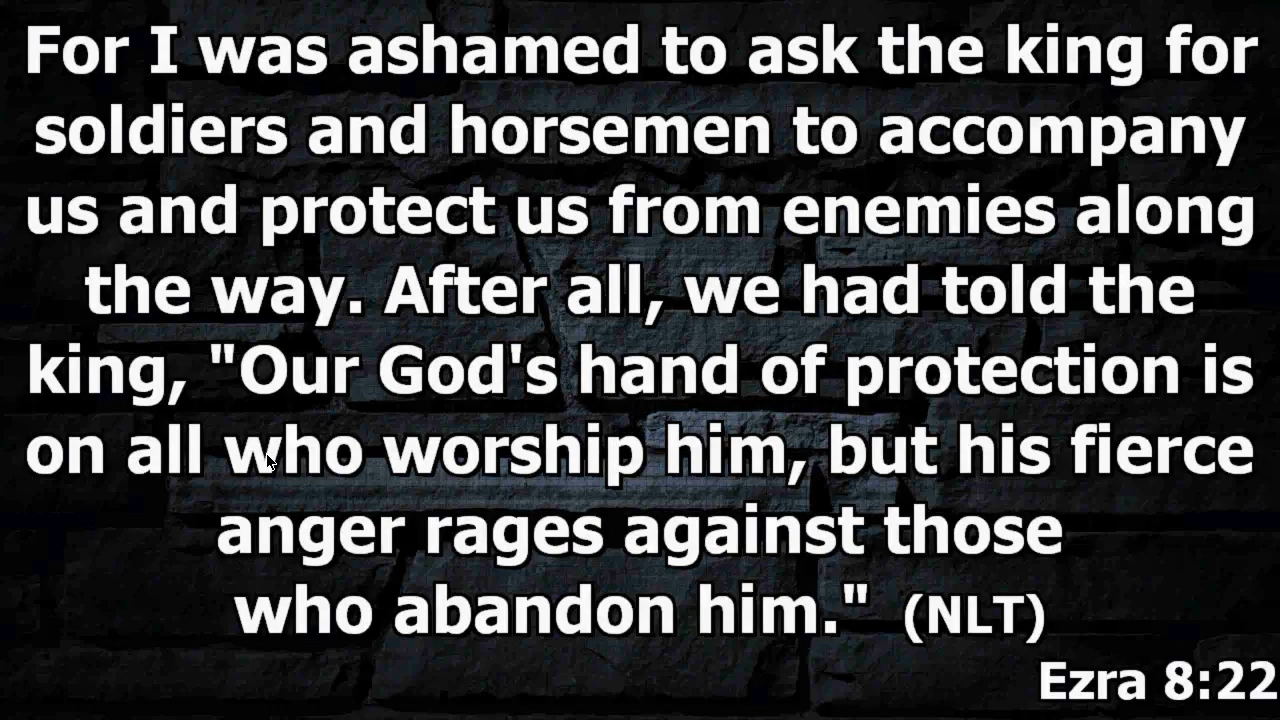 For I was ashamed to ask the king for
soldiers and horsemen to accompany
us and protect us from enemies along
the way. After all, we had told the
king, "Our God's hand of protection is
on all who worship him, but his fierce
anger rages against those
who abandon him." (NLT)
Ezra 8:22